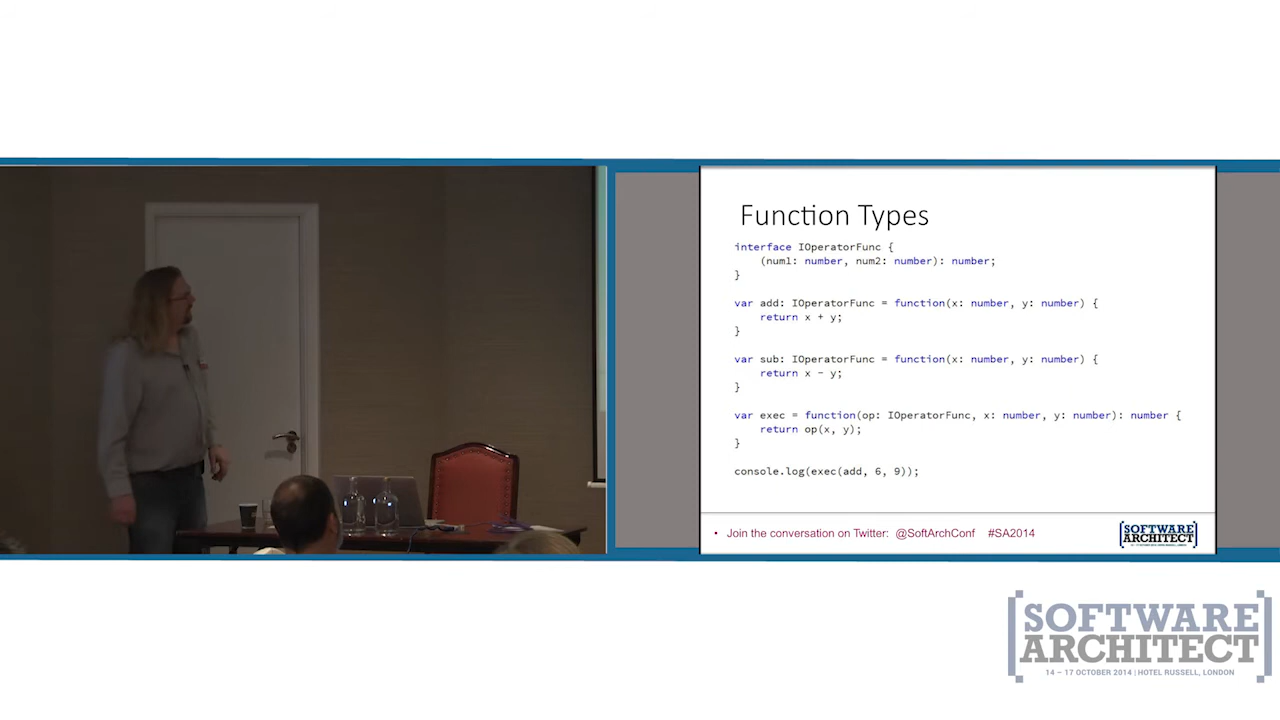 Function Types
interface IOperatorFunc {
(num1: number, num2: number): number;
}
var add: IOperatorFunc = function(x: number, y: number) {
return x + y;
}
var sub: IOperatorFunc = function(x: number, y: number) {
return x - y;
}
var exec = function(op: IOperatorFunc, x: number, y: number): number {
return op(x, y);
}
console.log(exec(add, 6, 9));
• Join the conversation on Twitter: @SoftArchConf #SA2014
[SOFTWARE
ARCHITECT]
[SOFTWARE
ARCHITECT]
14 – 17 OCTOBER 2014 | HOTEL RUSSELL, LONDON